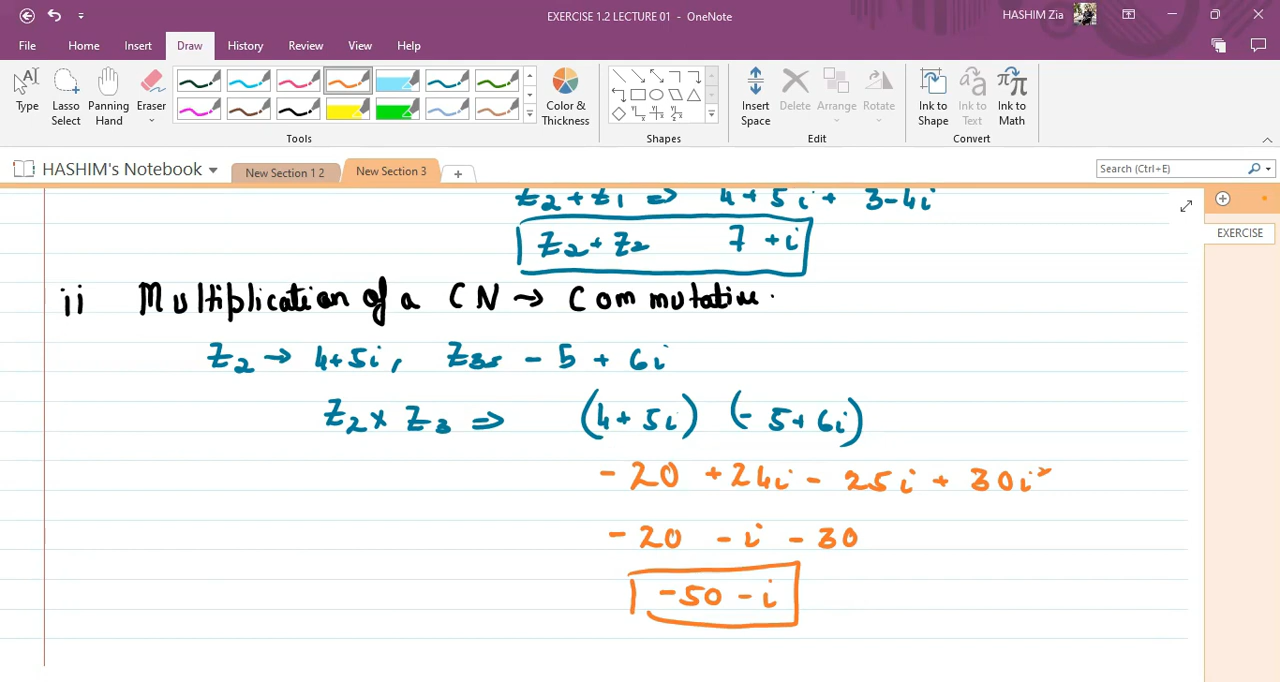 EXERCISE 1.2 LECTURE 01 - OneNote
HASHIM Zia
File Home Insert Draw History Review View Help
Type
Lasso Select
Panning Hand
Eraser
Color & Thickness
Insert Space
Delete
Arrange
Rotate
Ink to Shape
Ink to Text
Ink to Math
Tools
Shapes
Edit
Convert
HASHIM's Notebook
New Section 1 2
New Section 3
Search (Ctrl+E)
EXERCISE
Z2 + Z1 ⇒ 4 + 5i + 3 - 4i
Z2 + Z2 7 + i
ii Multiplication of a CN → Commutative.
Z2 → 4+5i, Z3= - 5 + 6i
Z2 × Z3 ⇒ (4 + 5i) (- 5 + 6i)
- 20 + 24i - 25i + 30i²
- 20 - i - 30
- 50 - i